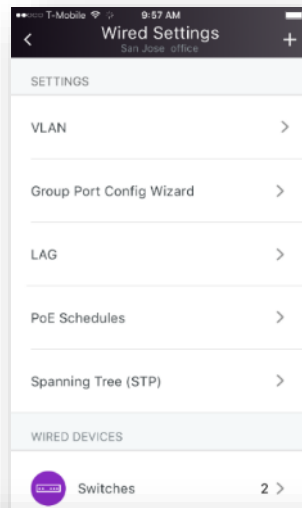 T-Mobile 9:57 AM
Wired Settings
San Jose office
SETTINGS
VLAN
Group Port Config Wizard
LAG
PoE Schedules
Spanning Tree (STP)
WIRED DEVICES
Switches 2